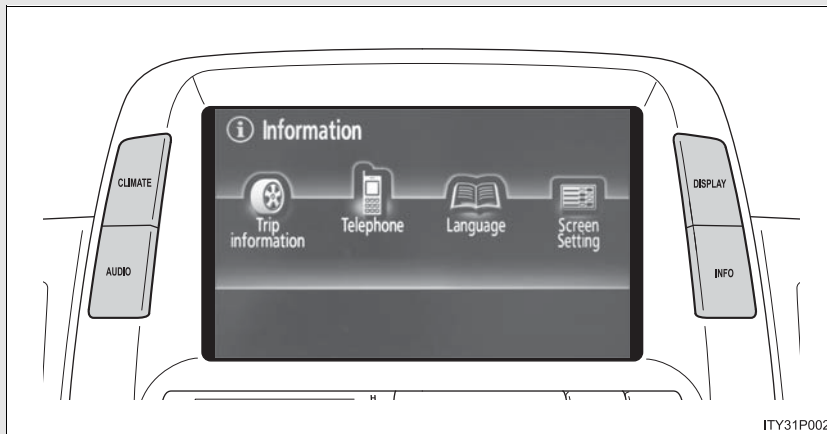 Information
CLIMATE
DISPLAY
Trip
information
Telephone
Language
Screen
Setting
AUDIO
INFO
H
ITY31P002